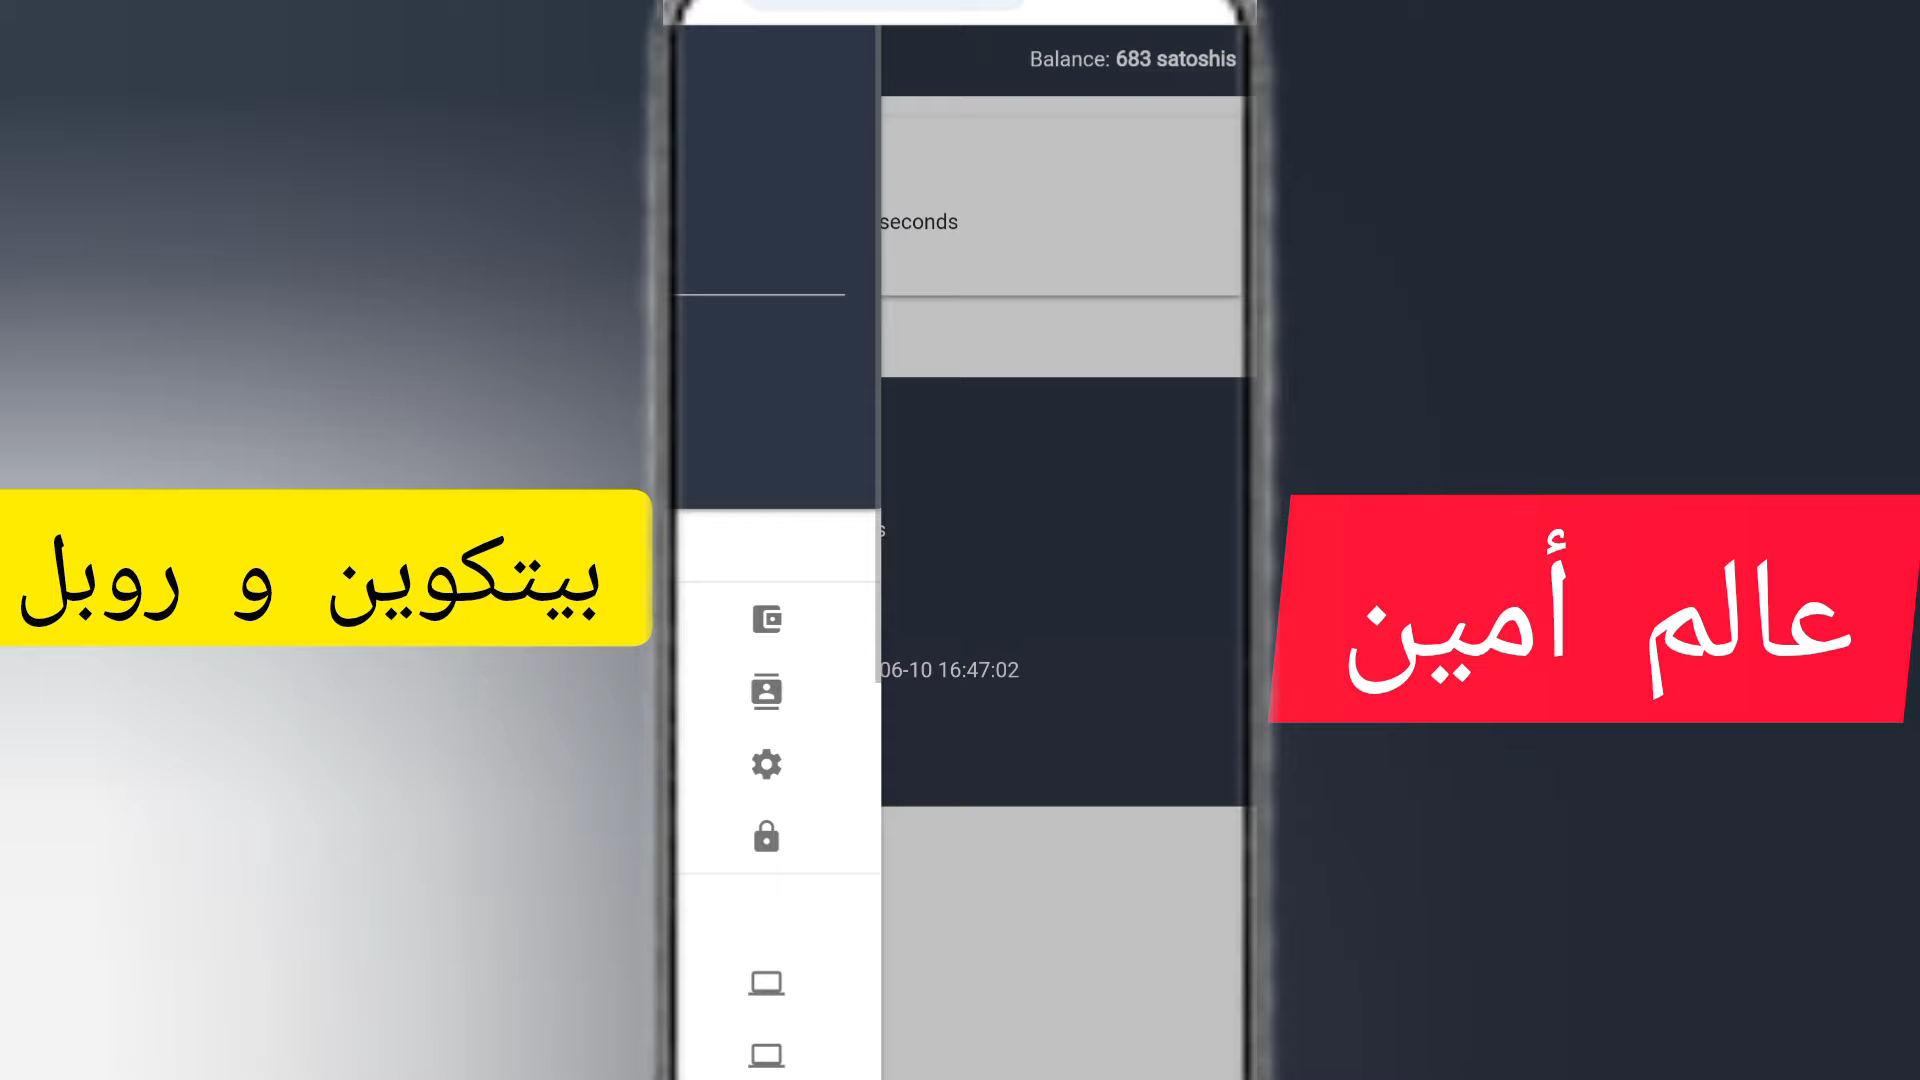 Balance: 683 satoshis
seconds
بيتكوين و روبل
عالم أمين
06-10 16:47:02